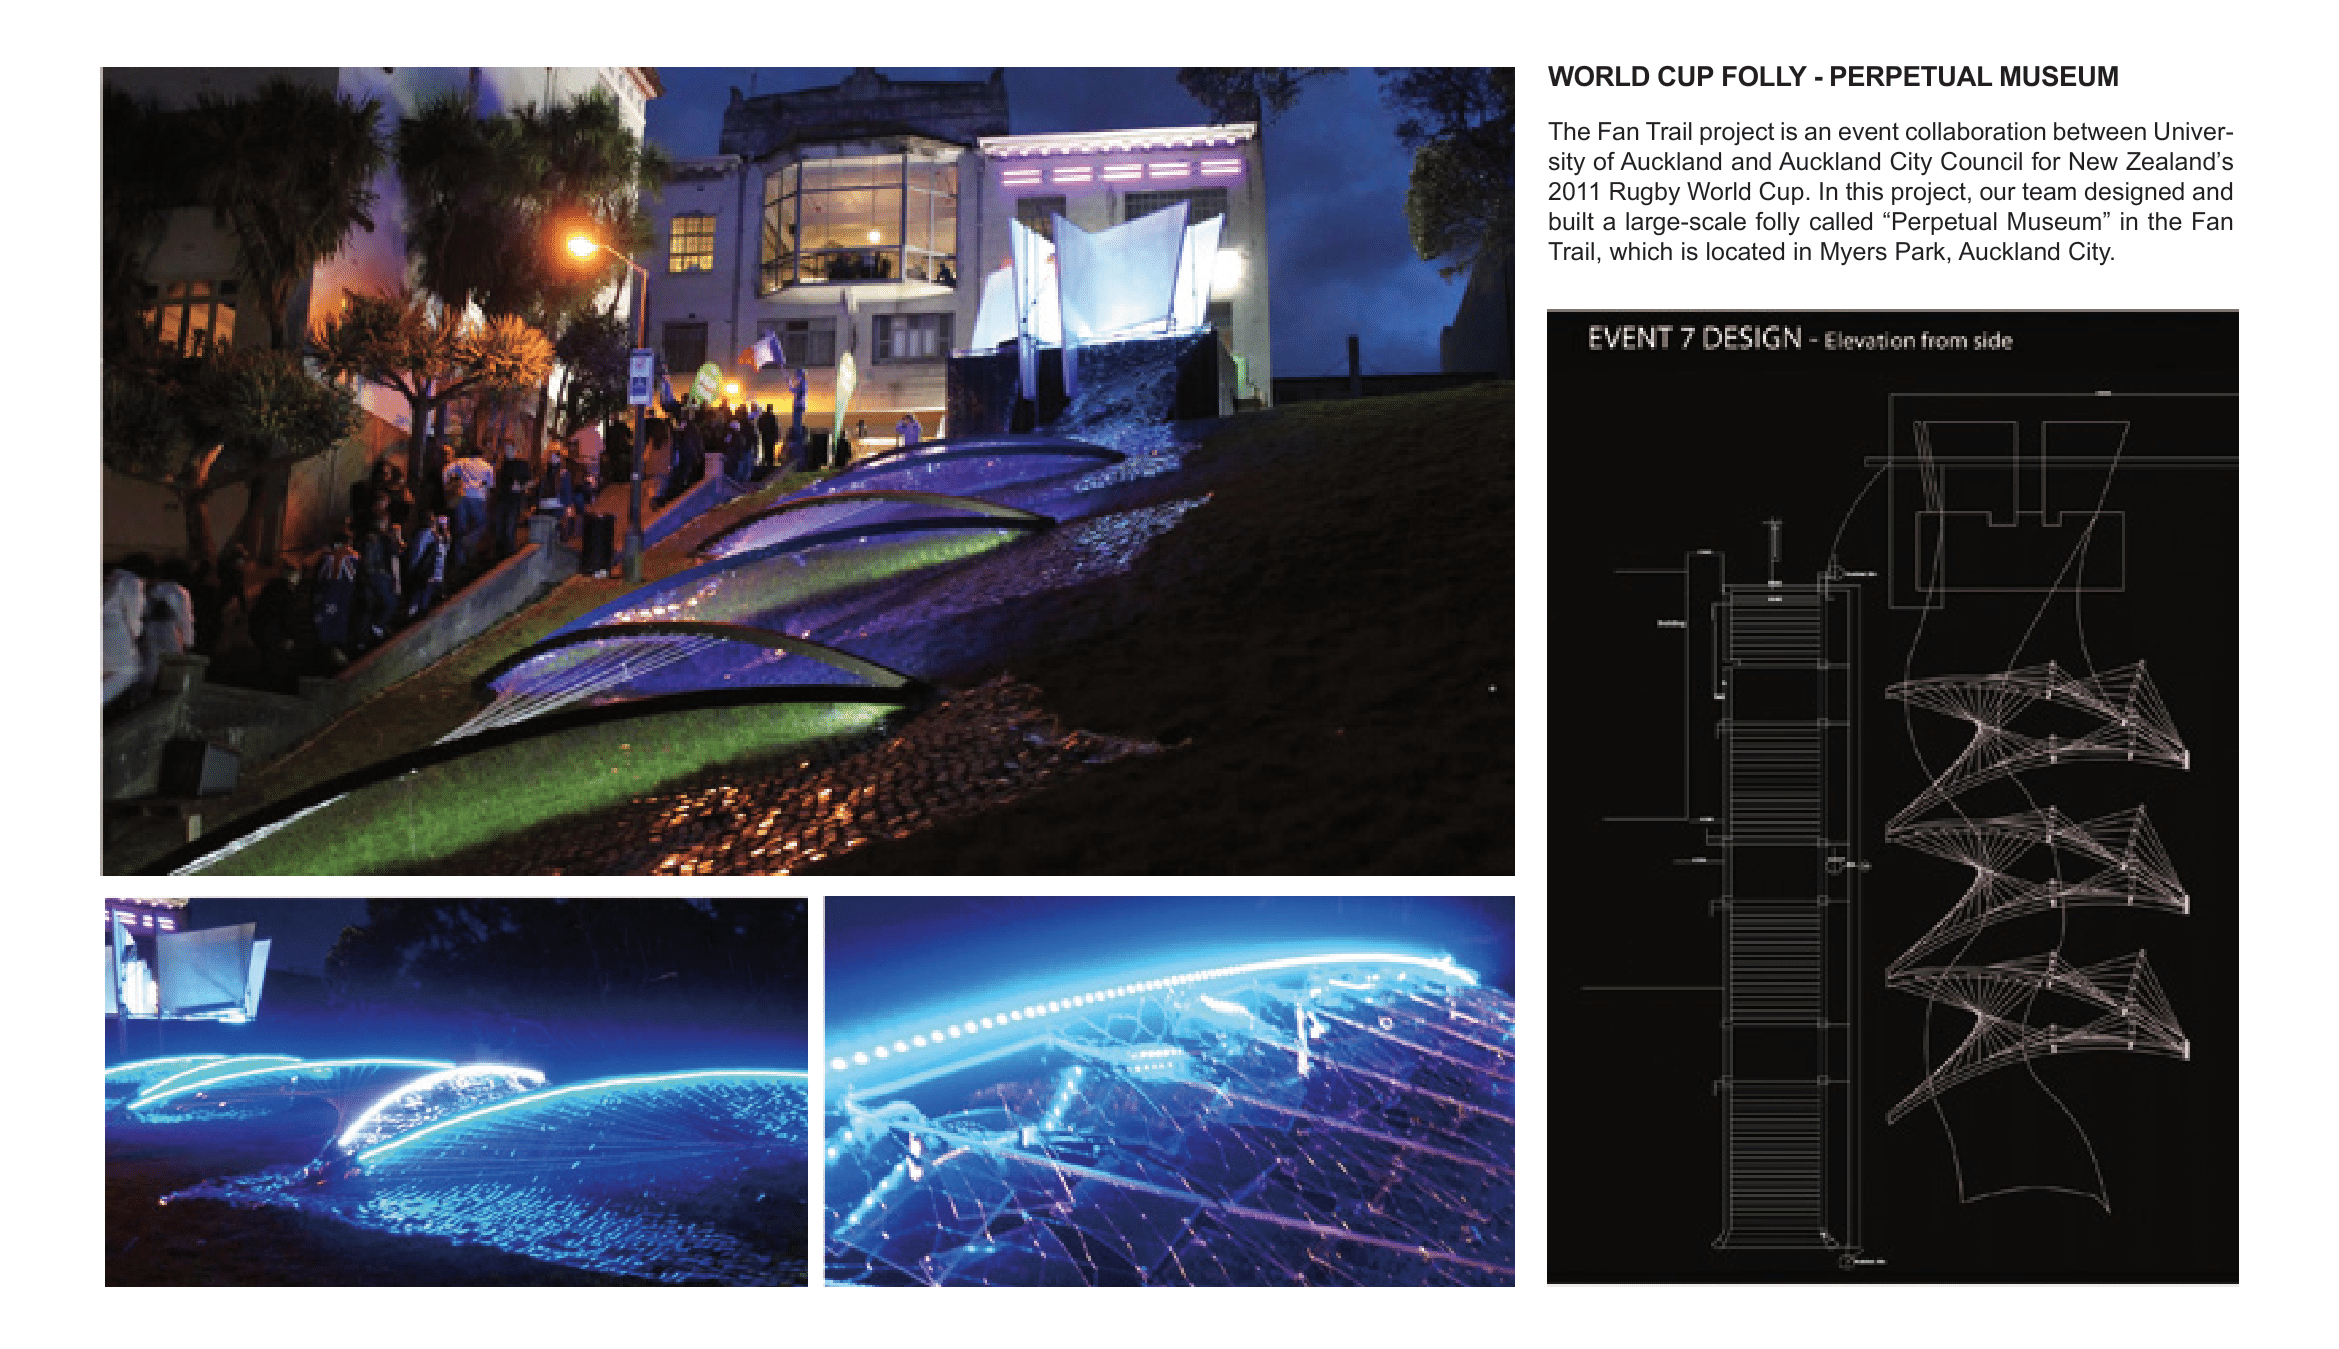 WORLD CUP FOLLY - PERPETUAL MUSEUM
The Fan Trail project is an event collaboration between Univer-
sity of Auckland and Auckland City Council for New Zealand’s
2011 Rugby World Cup. In this project, our team designed and
built a large-scale folly called “Perpetual Museum” in the Fan
Trail, which is located in Myers Park, Auckland City.
EVENT 7 DESIGN - Elevation from side
Building